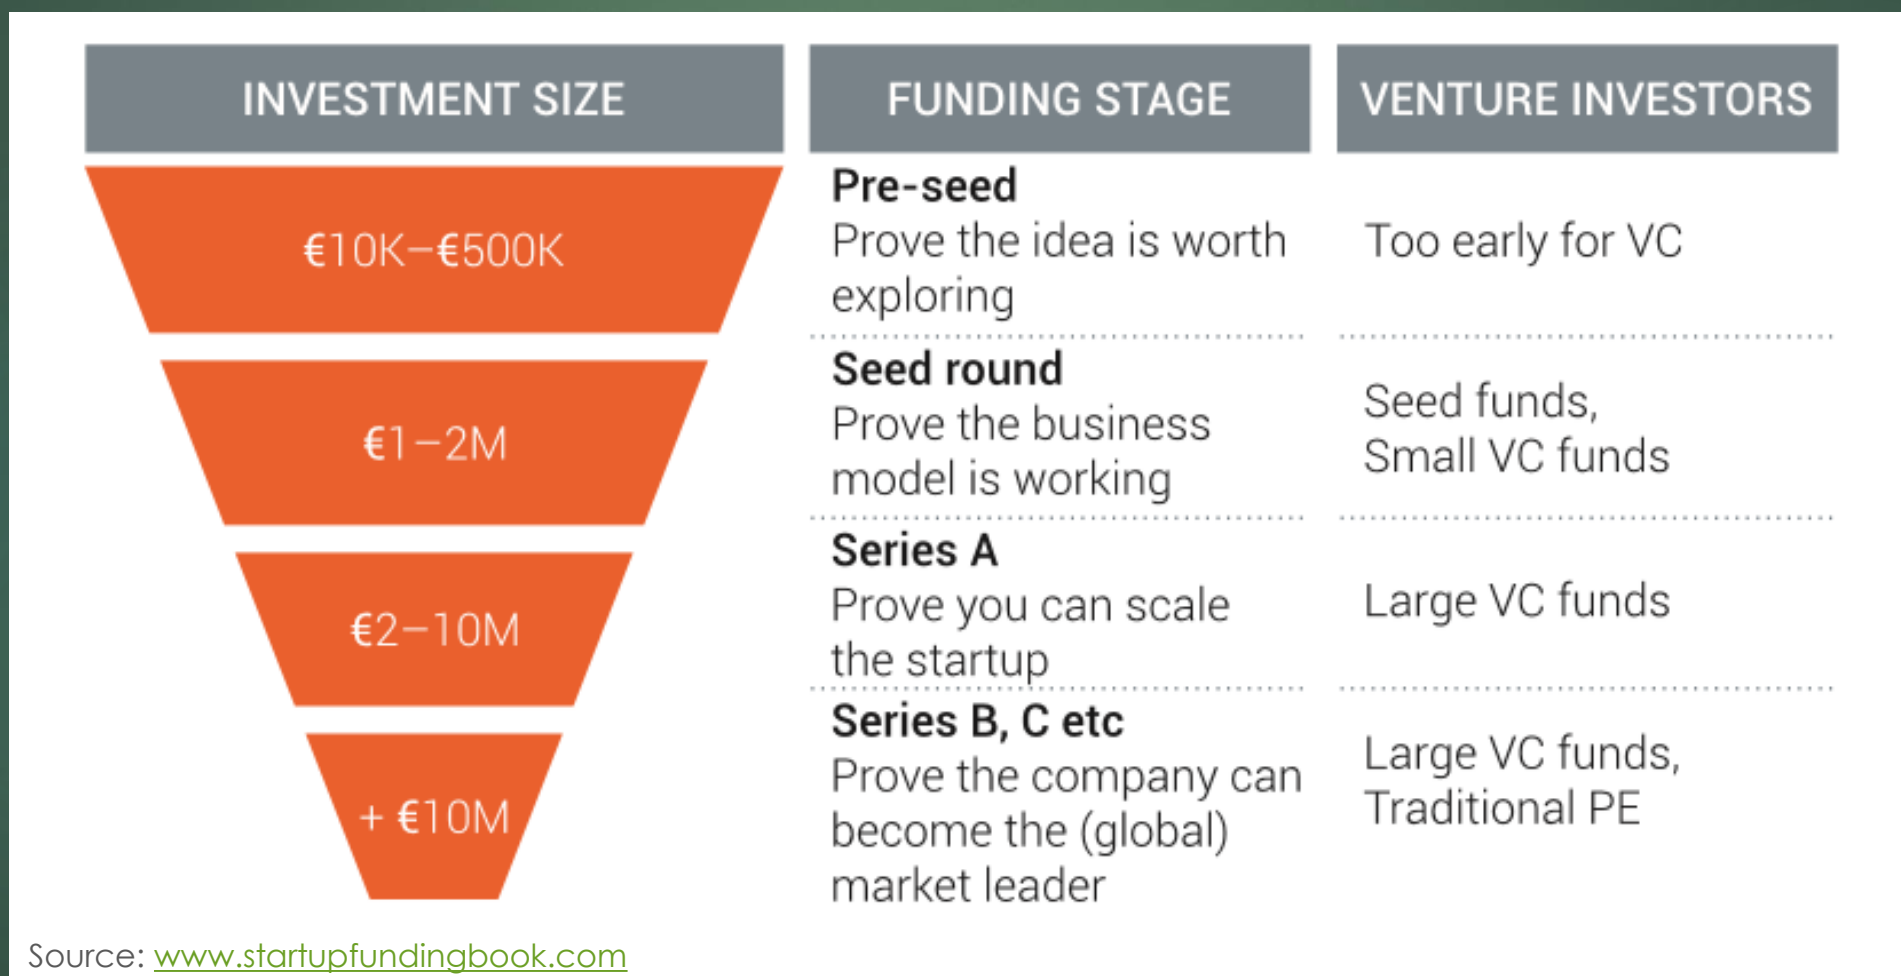 INVESTMENT SIZE
FUNDING STAGE
VENTURE INVESTORS
€10K–€500K
Pre-seed
Prove the idea is worth
exploring
Too early for VC
€1–2M
Seed round
Prove the business
model is working
Seed funds,
Small VC funds
€2–10M
Series A
Prove you can scale
the startup
Large VC funds
+ €10M
Series B, C etc
Prove the company can
become the (global)
market leader
Large VC funds,
Traditional PE
Source: www.startupfundingbook.com